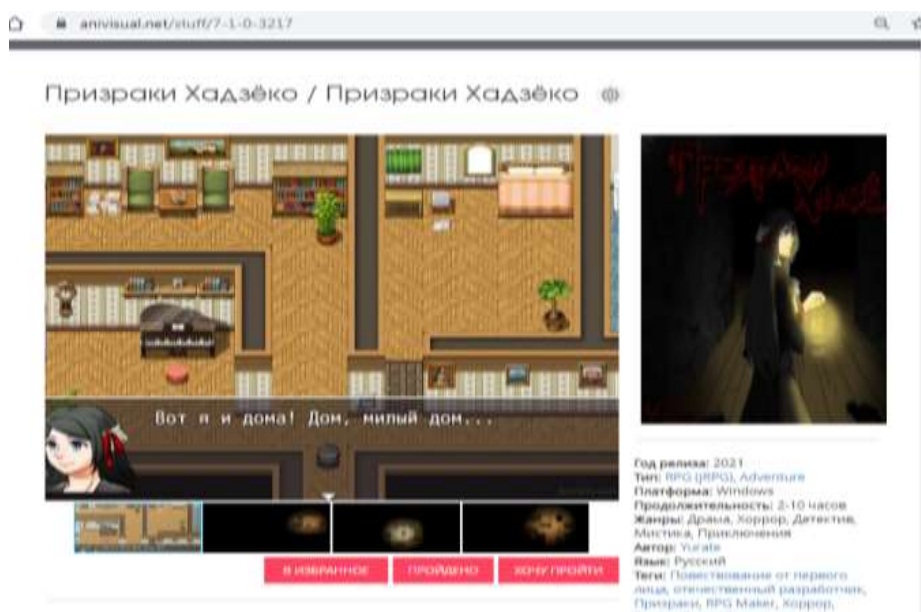 anivisual.net/stuff/7-1-0-3217
Призраки Хадзёко / Призраки Хадзёко
Вот я и дома! Дом, милый дом...
В ИЗБРАННОЕ ПРОЙДЕНО ХОЧУ ПРОЙТИ
Призраки
Год релиза: 2021
Тип: RPG (jRPG), Adventure
Платформа: Windows
Продолжительность: 2-10 часов
Жанры: Драма, Хоррор, Детектив,
Мистика, Приключения
Автор: Yurate
Язык: Русский
Теги: Повествование от первого
лица, отечественный разработчик,
Призраки, RPG Maker, Хоррор,